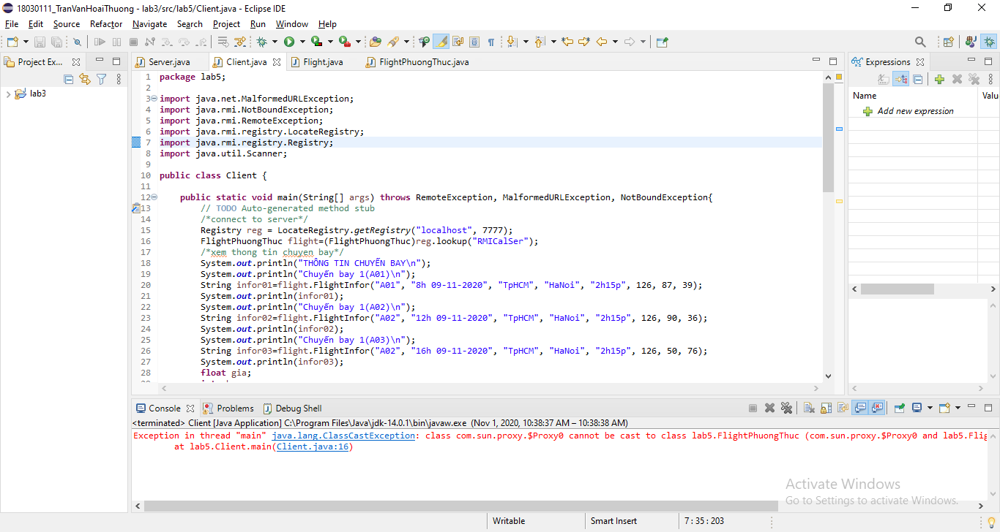 18030111_TranVanHoaiThuong - lab3/src/lab5/Client.java - Eclipse IDE
File Edit Source Refactor Navigate Search Project Run Window Help
Project Ex...
lab3
Server.java Client.java Flight.java FlightPhuongThuc.java
1 package lab5;
2
3 import java.net.MalformedURLException;
4 import java.rmi.NotBoundException;
5 import java.rmi.RemoteException;
6 import java.rmi.registry.LocateRegistry;
7 import java.rmi.registry.Registry;
8 import java.util.Scanner;
9
10 public class Client {
11
12 public static void main(String[] args) throws RemoteException, MalformedURLException, NotBoundException{
13 // TODO Auto-generated method stub
14 /*connect to server*/
15 Registry reg = LocateRegistry.getRegistry("localhost", 7777);
16 FlightPhuongThuc flight=(FlightPhuongThuc)reg.lookup("RMICalSer");
17 /*xem thong tin chuyen bay*/
18 System.out.println("THÔNG TIN CHUYẾN BAY\n");
19 System.out.println("Chuyến bay 1(A01)\n");
20 String infor01=flight.FlightInfor("A01", "8h 09-11-2020", "TpHCM", "HaNoi", "2h15p", 126, 87, 39);
21 System.out.println(infor01);
22 System.out.println("Chuyến bay 1(A02)\n");
23 String infor02=flight.FlightInfor("A02", "12h 09-11-2020", "TpHCM", "HaNoi", "2h15p", 126, 90, 36);
24 System.out.println(infor02);
25 System.out.println("Chuyến bay 1(A03)\n");
26 String infor03=flight.FlightInfor("A02", "16h 09-11-2020", "TpHCM", "HaNoi", "2h15p", 126, 50, 76);
27 System.out.println(infor03);
28 float gia;
Expressions
Name Valu
Add new expression
Console Problems Debug Shell
<terminated> Client [Java Application] C:\Program Files\Java\jdk-14.0.1\bin\javaw.exe (Nov 1, 2020, 10:38:37 AM – 10:38:38 AM)
Exception in thread "main" java.lang.ClassCastException: class com.sun.proxy.$Proxy0 cannot be cast to class lab5.FlightPhuongThuc (com.sun.proxy.$Proxy0 and lab5.Flig
at lab5.Client.main(Client.java:16)
Activate Windows
Go to Settings to activate Windows.
Writable Smart Insert 7 : 35 : 203